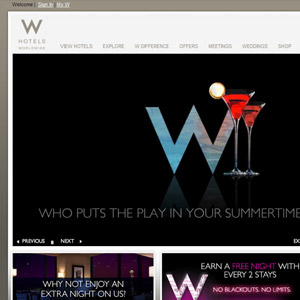 Welcome | Sign In | My W
W
HOTELS
WORLDWIDE
VIEW HOTELS EXPLORE W DIFFERENCE OFFERS MEETINGS WEDDINGS SHOP
W
WHO PUTS THE PLAY IN YOUR SUMMERTIME
PREVIOUS NEXT EX
WHY NOT ENJOY AN
EXTRA NIGHT ON US!
EARN A FREE NIGHT WITH
EVERY 2 STAYS
W NO BLACKOUTS. NO LIMITS.